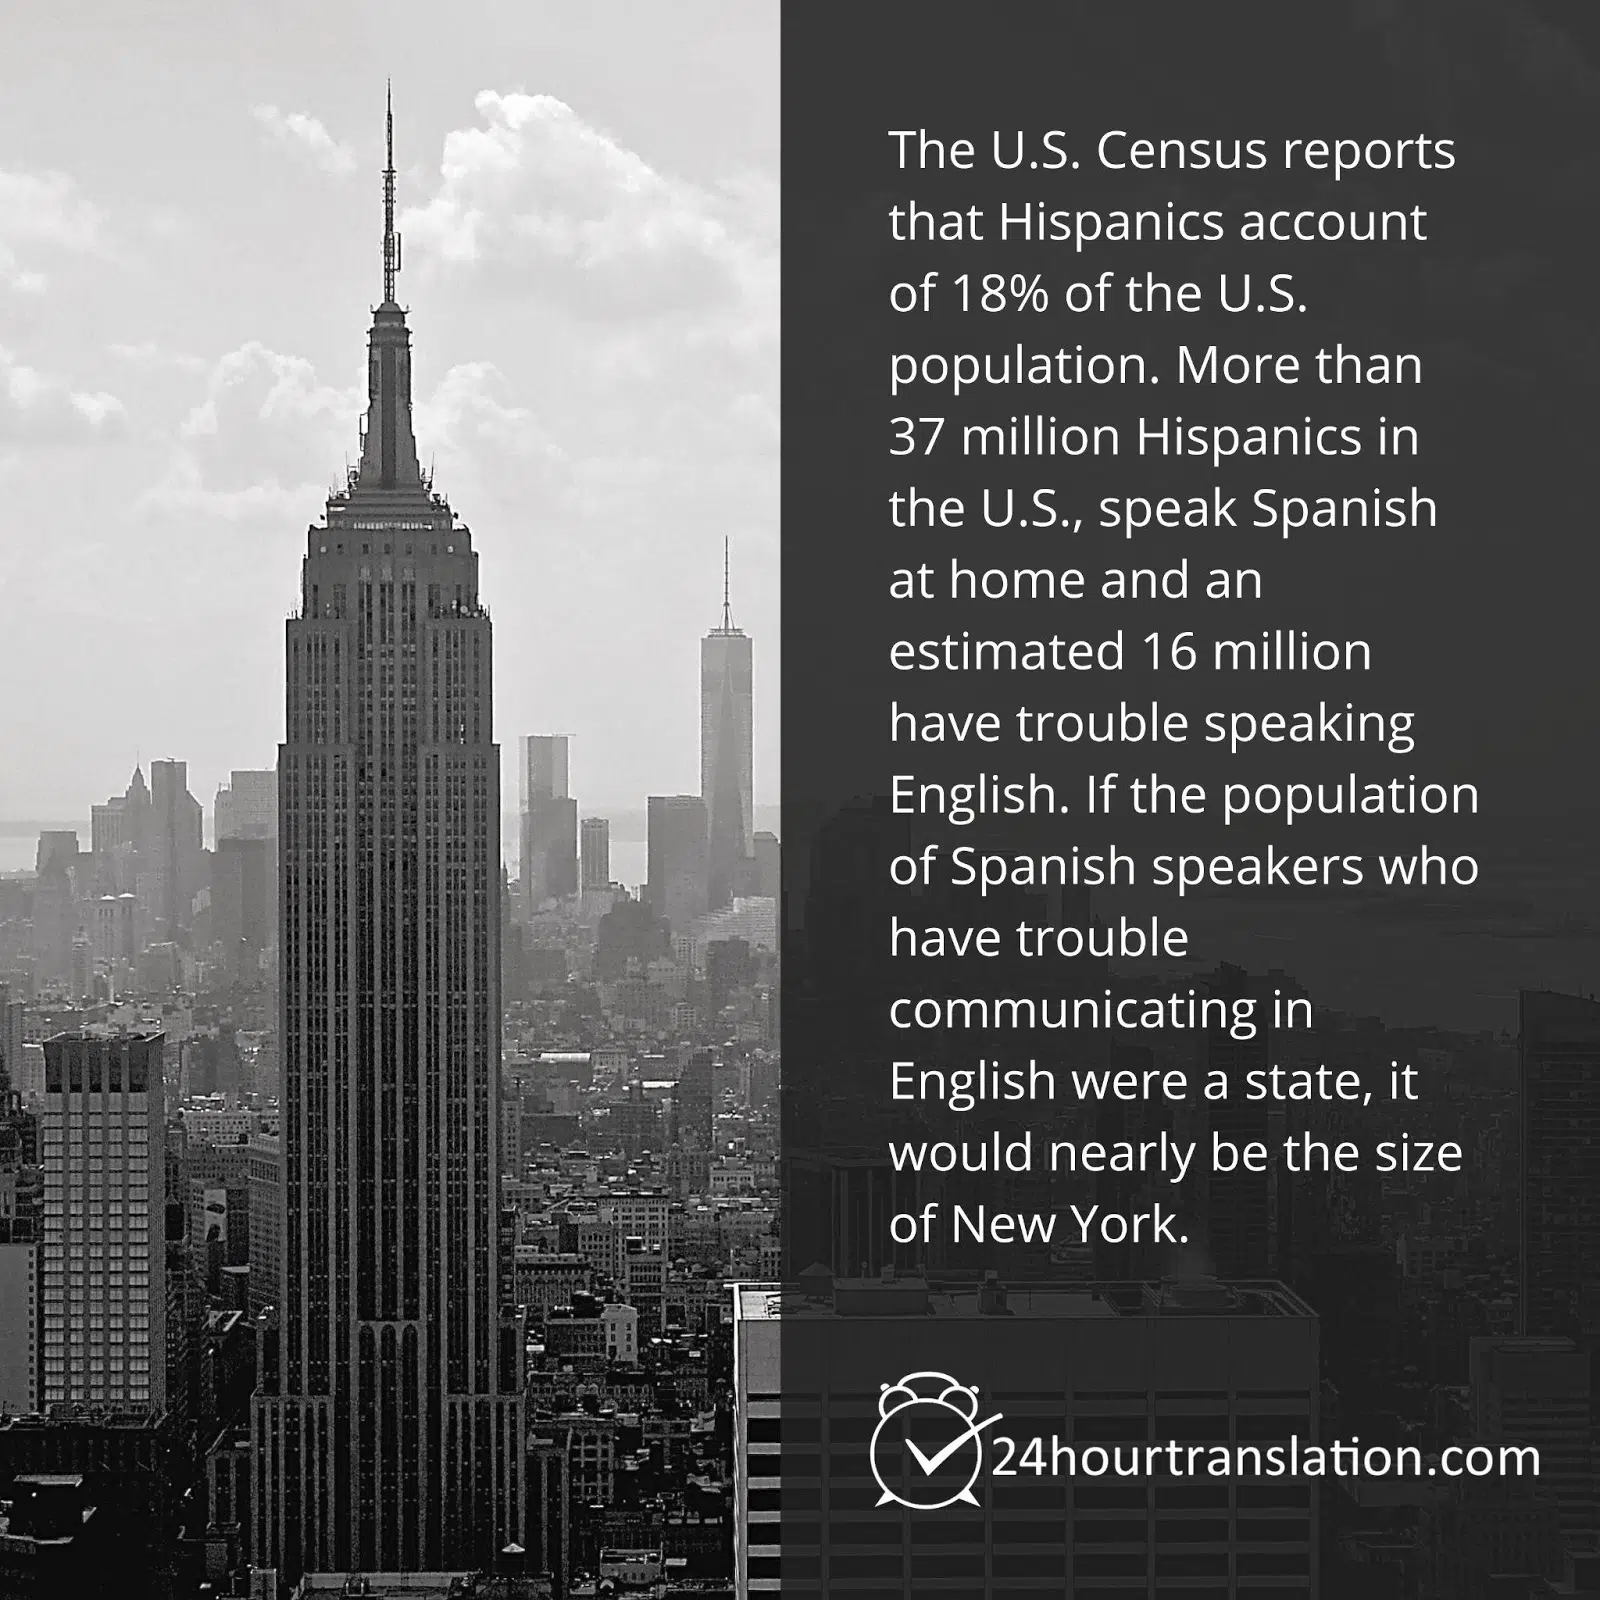 The U.S. Census reports
that Hispanics account
of 18% of the U.S.
population. More than
37 million Hispanics in
the U.S., speak Spanish
at home and an
estimated 16 million
have trouble speaking
English. If the population
of Spanish speakers who
have trouble
communicating in
English were a state, it
would nearly be the size
of New York.
24hourtranslation.com